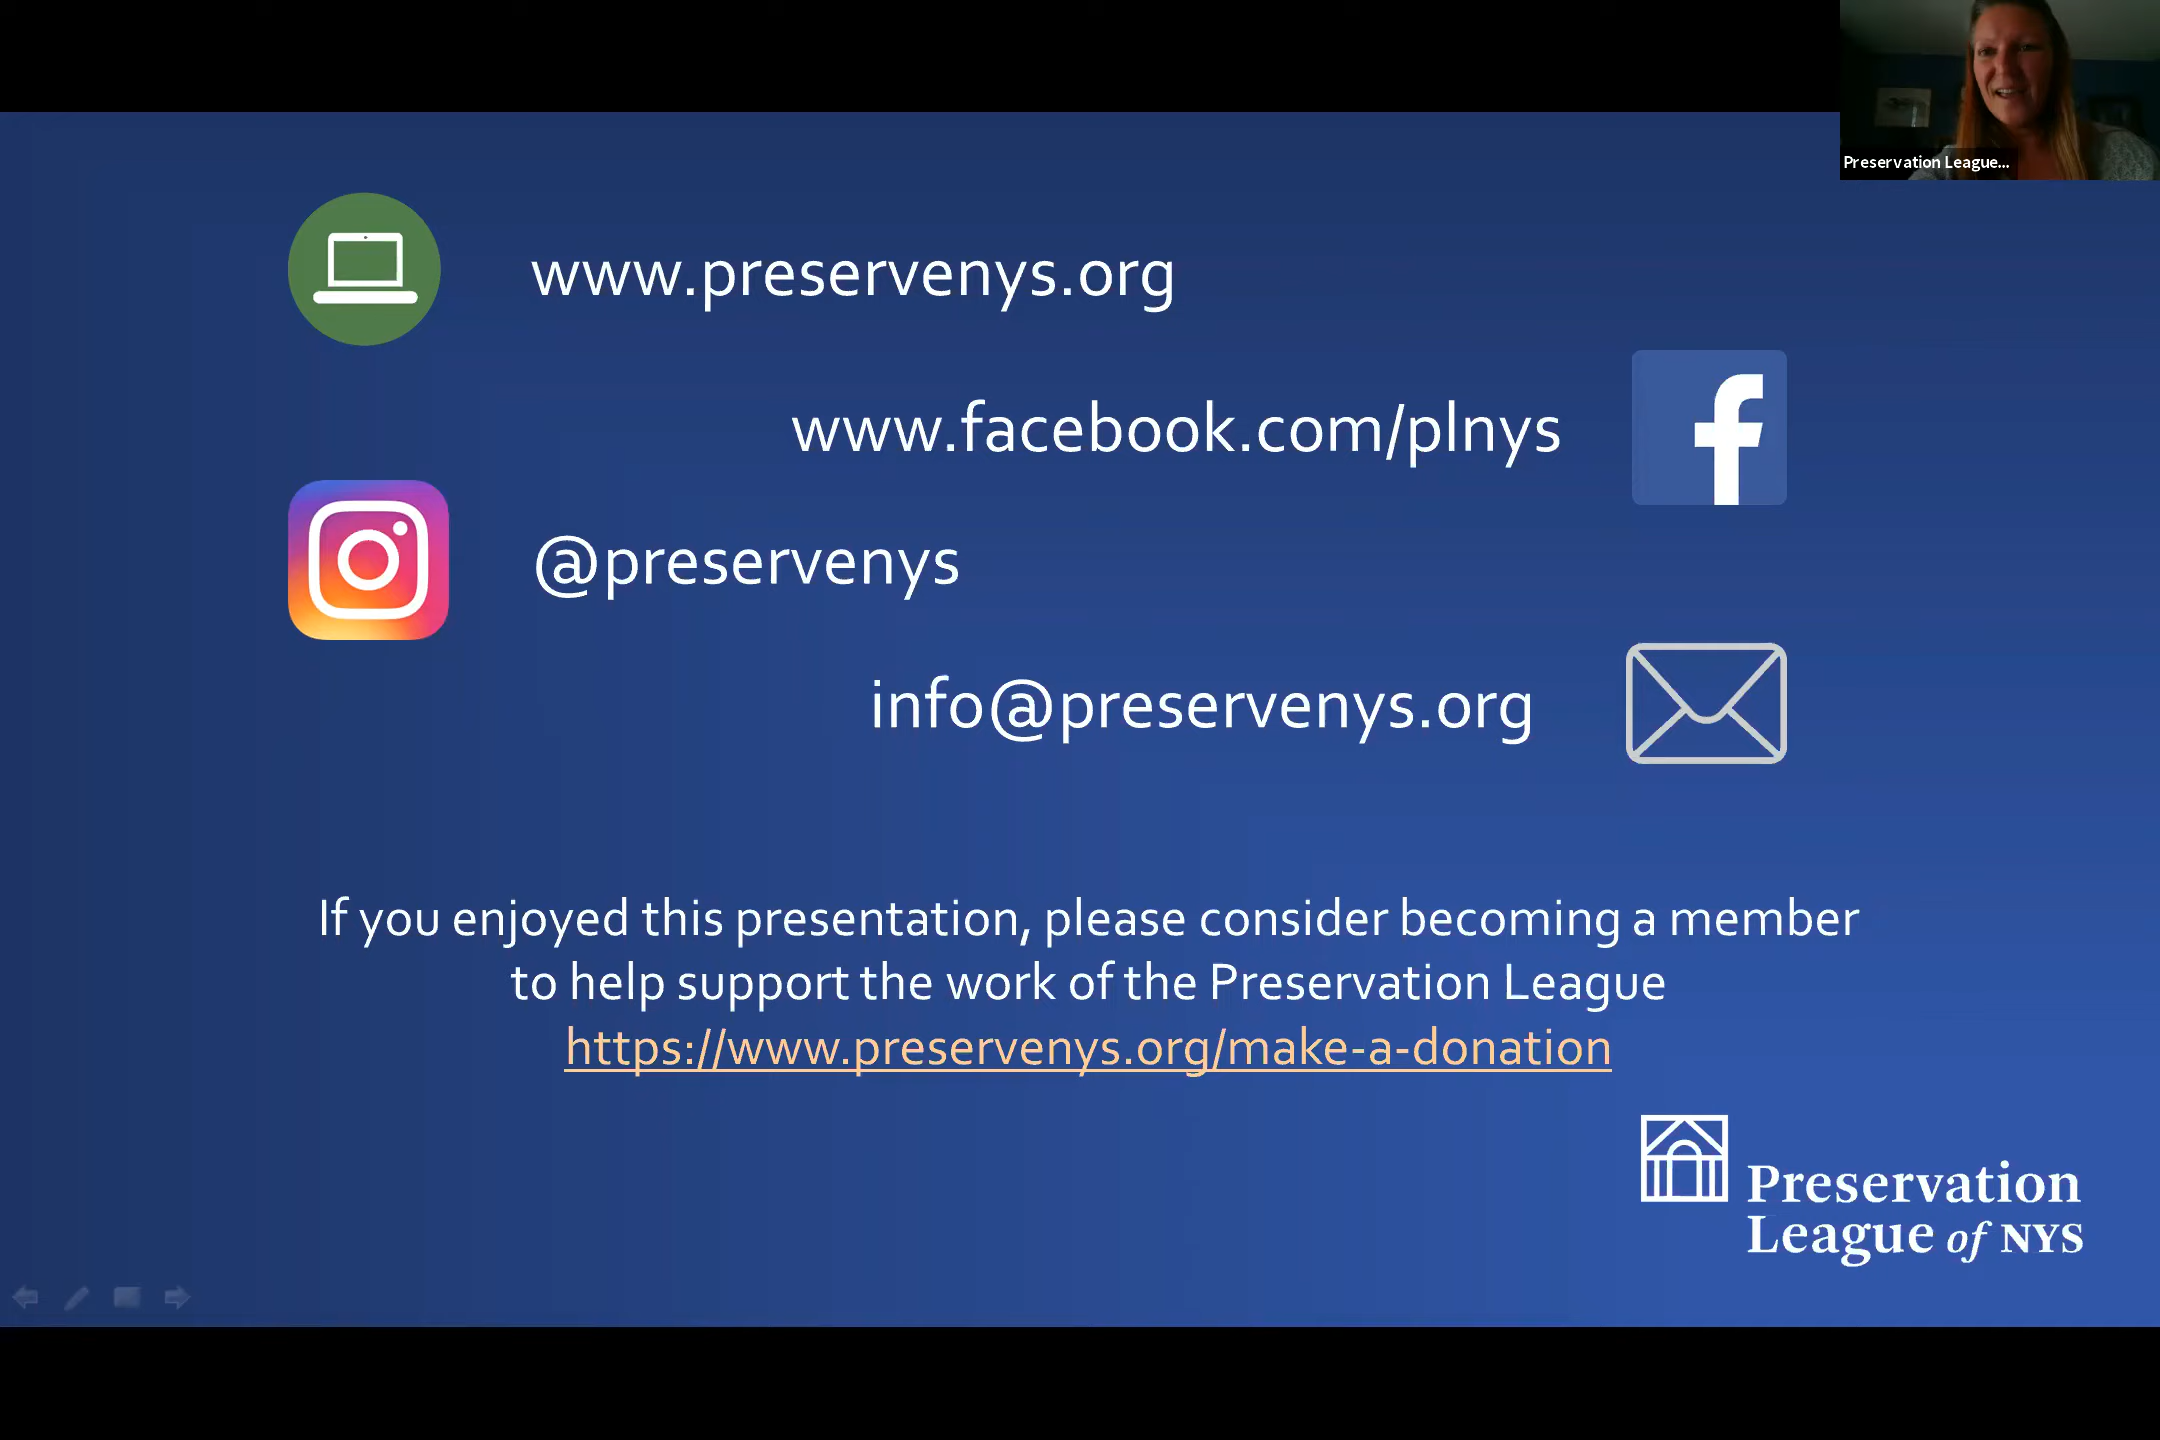 Preservation League...
www.preservenys.org
www.facebook.com/plnys
@preservenys
info@preservenys.org
If you enjoyed this presentation, please consider becoming a member
to help support the work of the Preservation League
https://www.preservenys.org/make-a-donation
Preservation
League of NYS